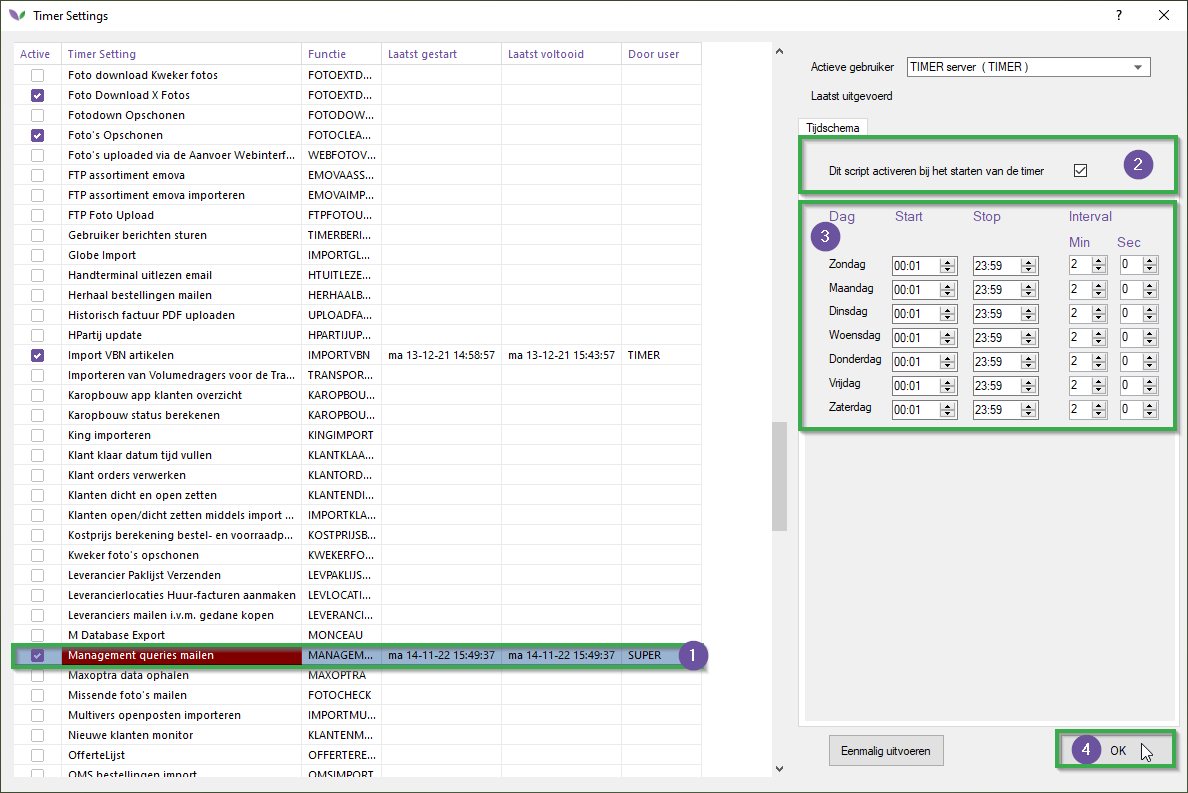 Timer Settings ?
Active Timer Setting Functie Laatst gestart Laatst voltooid Door user
Foto download Kweker fotos FOTOEXTD...
Foto Download X Fotos FOTOEXTD...
Fotodown Opschonen FOTODOW...
Foto's Opschonen FOTOCLEA...
Foto's uploaded via de Aanvoer Webinterf... WEBFOTOV...
FTP assortiment emova EMOVAASS...
FTP assortiment emova importeren EMOVAIMP...
FTP Foto Upload FTPFOTOU...
Gebruiker berichten sturen TIMERBERI...
Globe Import IMPORTGL...
Handterminal uitlezen email HTUITLEZE...
Herhaal bestellingen mailen HERHAALB...
Historisch factuur PDF uploaden UPLOADFA...
HPartij update HPARTIJUP...
Import VBN artikelen IMPORTVBN ma 13-12-21 14:58:57 ma 13-12-21 15:43:57 TIMER
Importeren van Volumedragers voor de Tra... TRANSPOR...
Karopbouw app klanten overzicht KAROPBOU...
Karopbouw status berekenen KAROPBOU...
King importeren KINGIMPORT
Klant klaar datum tijd vullen KLANTKLAA...
Klant orders verwerken KLANTORD...
Klanten dicht en open zetten KLANTENDI...
Klanten open/dicht zetten middels import ... IMPORTKLA...
Kostprijs berekening bestel- en voorraadp... KOSTPRIJSB...
Kweker foto's opschonen KWEKERFO...
Leverancier Paklijst Verzenden LEVPAKLIJS...
Leverancierlocaties Huur-facturen aanmaken LEVLOCATI...
Leveranciers mailen i.v.m. gedane kopen LEVERANCI...
M Database Export MONCEAU
Management queries mailen MANAGEM... ma 14-11-22 15:49:37 ma 14-11-22 15:49:37 SUPER 1
Maxoptra data ophalen MAXOPTRA
Missende foto's mailen FOTOCHECK
Multivers openposten importeren IMPORTMU...
Nieuwe klanten monitor KLANTENM...
OfferteLijst OFFERTERE...
OMS bestellingen import OMSIMPORT
Actieve gebruiker TIMER server ( TIMER )
Laatst uitgevoerd
Tijdschema
Dit script activeren bij het starten van de timer 2
Dag Start Stop Interval
3 Min Sec
Zondag 00:01 23:59 2 0
Maandag 00:01 23:59 2 0
Dinsdag 00:01 23:59 2 0
Woensdag 00:01 23:59 2 0
Donderdag 00:01 23:59 2 0
Vrijdag 00:01 23:59 2 0
Zaterdag 00:01 23:59 2 0
Eenmalig uitvoeren 4 OK